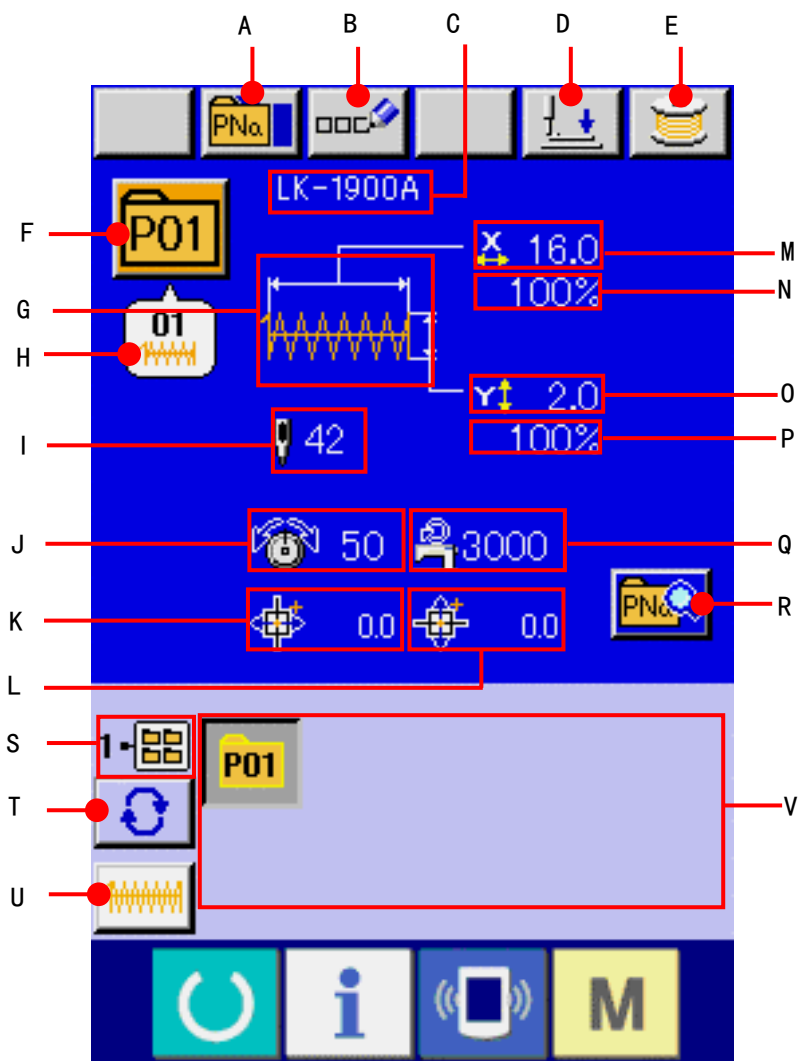 A B C D E
PNo.
LK-1900A
F P01
X 16.0 M
G 100% N
01
H
Y 2.0 O
I 42 100% P
J 50 3000 Q
PNo. R
K 0.0 0.0
L
S 1
P01
T V
U
i M